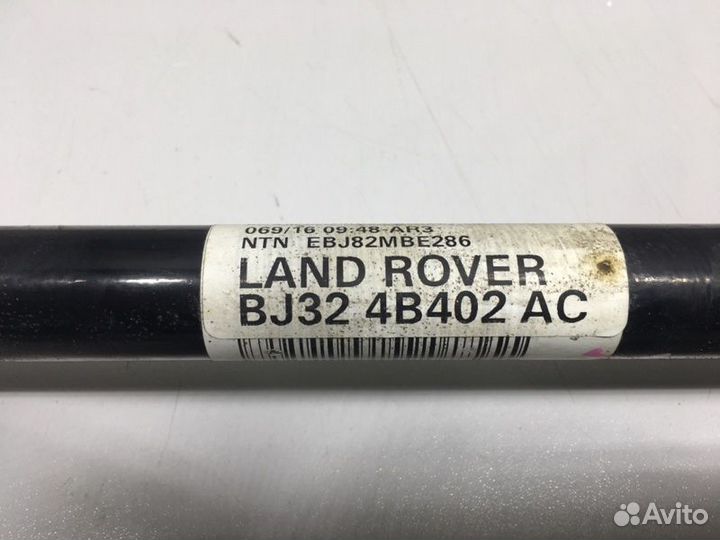 069/16 09:48-AR3
NTN EBJ82MBE286
LAND ROVER
BJ32 4B402 AC
Avito